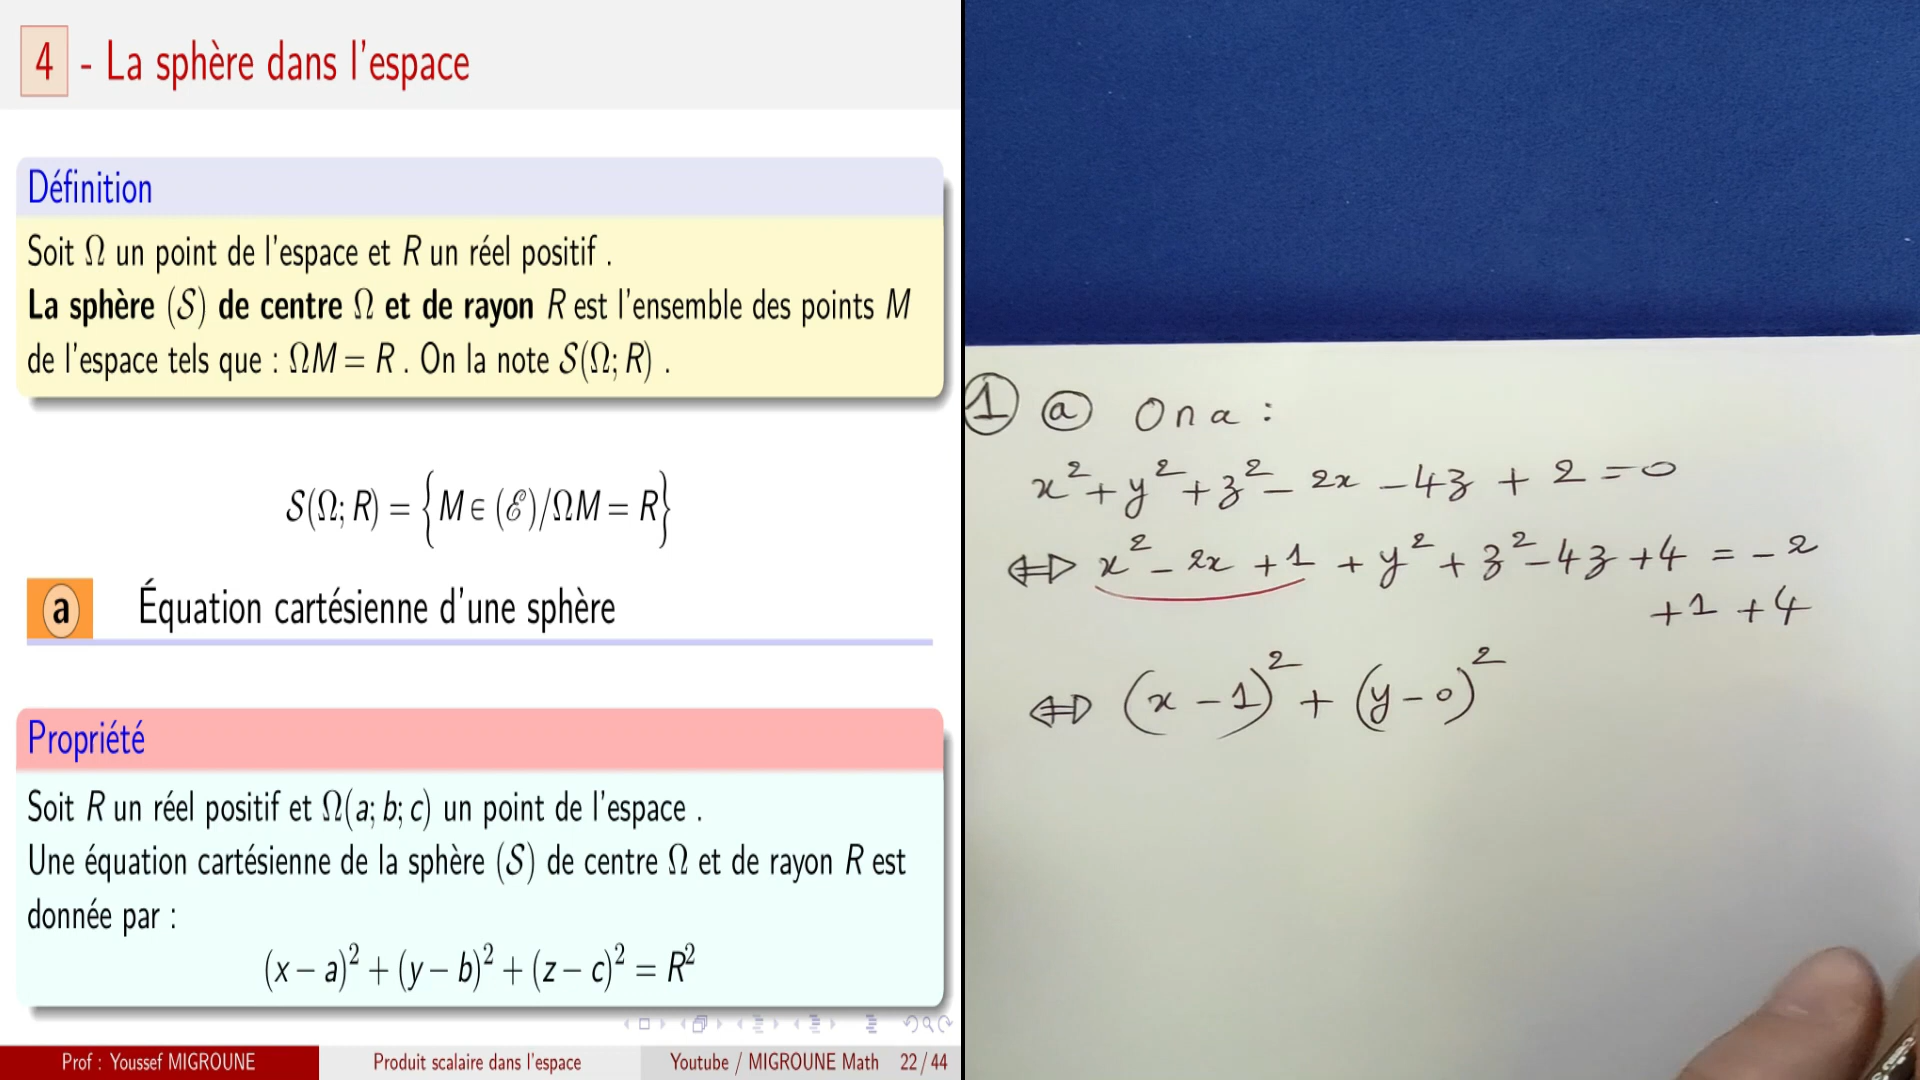 4 - La sphère dans l'espace
Définition
Soit Ω un point de l'espace et R un réel positif .
La sphère (𝒮) de centre Ω et de rayon R est l'ensemble des points M
de l'espace tels que : ΩM = R . On la note 𝒮(Ω; R) .
𝒮(Ω; R) = {M ∈ (ℰ)/ΩM = R}
a Équation cartésienne d'une sphère
Propriété
Soit R un réel positif et Ω(a; b; c) un point de l'espace .
Une équation cartésienne de la sphère (𝒮) de centre Ω et de rayon R est
donnée par :
(x − a)² + (y − b)² + (z − c)² = R²
Prof : Youssef MIGROUNE Produit scalaire dans l'espace Youtube / MIGROUNE Math 22 / 44
① ⓐ On a :
x² + y² + z² − 2x − 4z + 2 = 0
⇔ x² − 2x + 1 + y² + z² − 4z + 4 = − 2
+1 + 4
⇔ (x − 1)² + (y − 0)²